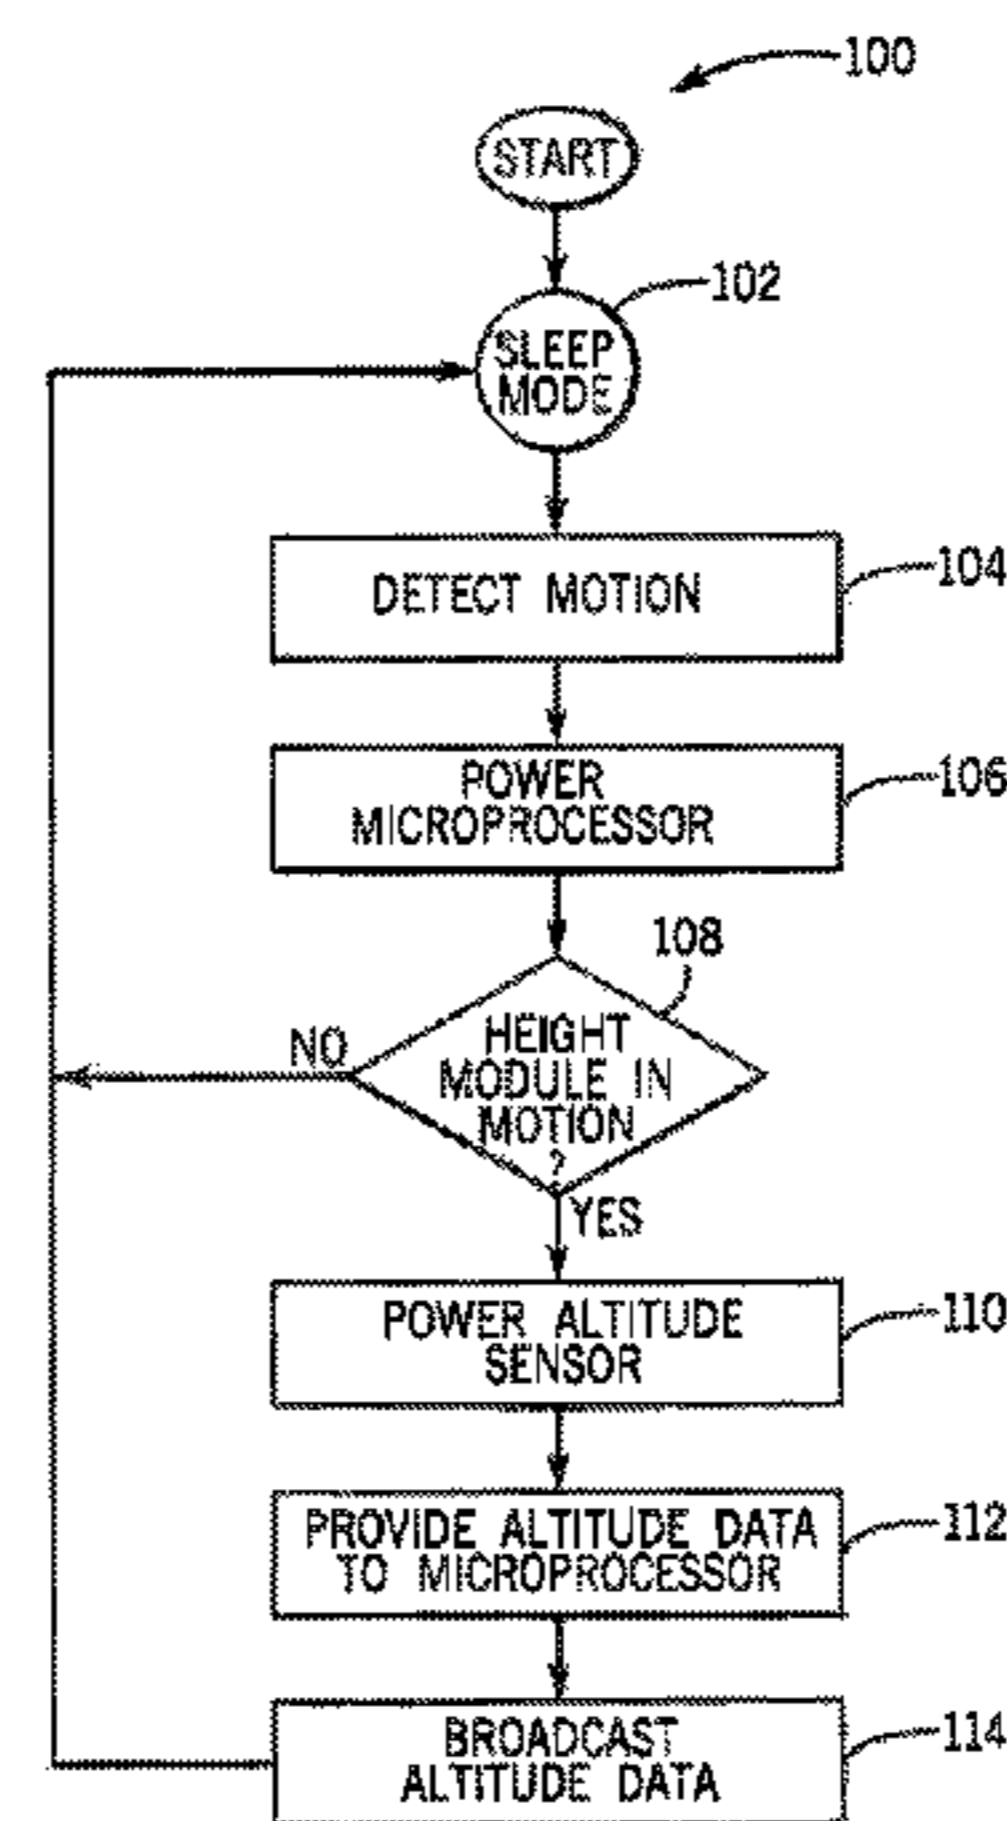 100
START
102
SLEEP
MODE
104
DETECT MOTION
106
POWER
MICROPROCESSOR
108
NO
HEIGHT
MODULE IN
MOTION
?
YES
110
POWER ALTITUDE
SENSOR
112
PROVIDE ALTITUDE DATA
TO MICROPROCESSOR
114
BROADCAST
ALTITUDE DATA